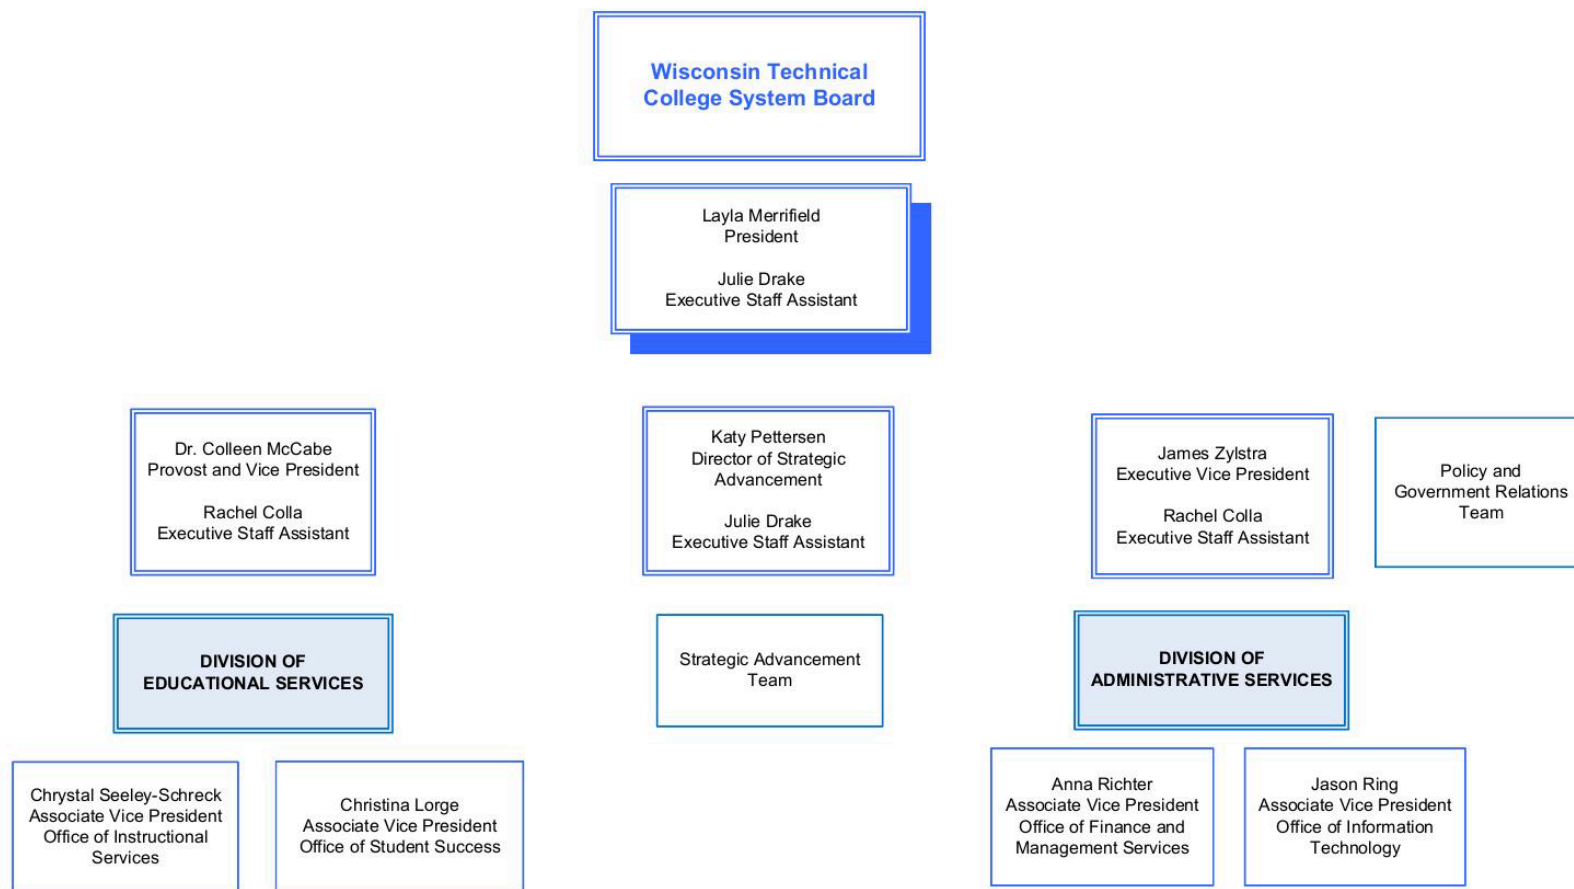 Wisconsin Technical
College System Board
Layla Merrifield
President
Julie Drake
Executive Staff Assistant
Dr. Colleen McCabe
Provost and Vice President
Rachel Colla
Executive Staff Assistant
Katy Pettersen
Director of Strategic
Advancement
Julie Drake
Executive Staff Assistant
James Zylstra
Executive Vice President
Rachel Colla
Executive Staff Assistant
Policy and
Government Relations
Team
DIVISION OF
EDUCATIONAL SERVICES
Strategic Advancement
Team
DIVISION OF
ADMINISTRATIVE SERVICES
Chrystal Seeley-Schreck
Associate Vice President
Office of Instructional
Services
Christina Lorge
Associate Vice President
Office of Student Success
Anna Richter
Associate Vice President
Office of Finance and
Management Services
Jason Ring
Associate Vice President
Office of Information
Technology